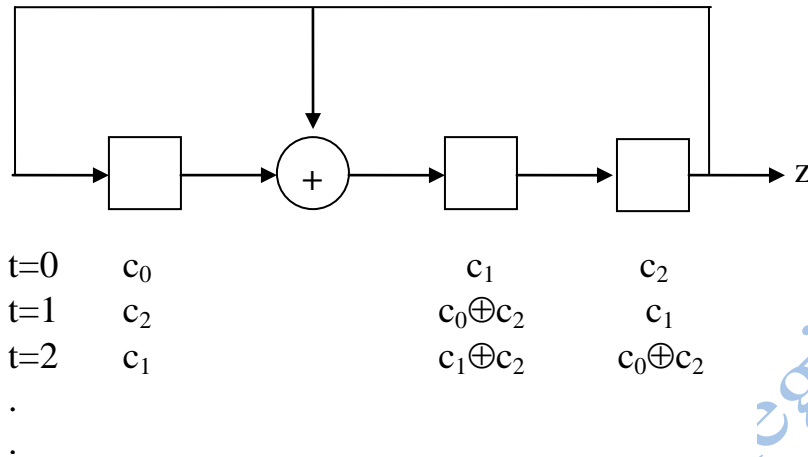 +
z
t=0 c₀ c₁ c₂
t=1 c₂ c₀⊕c₂ c₁
t=2 c₁ c₁⊕c₂ c₀⊕c₂
.
.